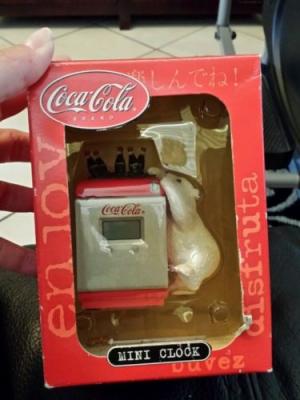 Coca-Cola
BRAND
楽しんでね!
enjoy
Coca-Cola
disfruta
MINI CLOCK
buvez